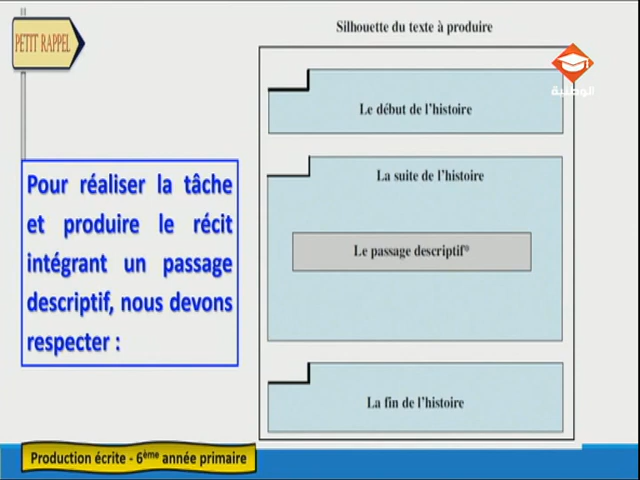 PETIT RAPPEL
Silhouette du texte à produire
الوطنية
Le début de l'histoire
La suite de l'histoire
Le passage descriptif
La fin de l'histoire
Pour réaliser la tâche
et produire le récit
intégrant un passage
descriptif, nous devons
respecter :
Production écrite - 6ème année primaire